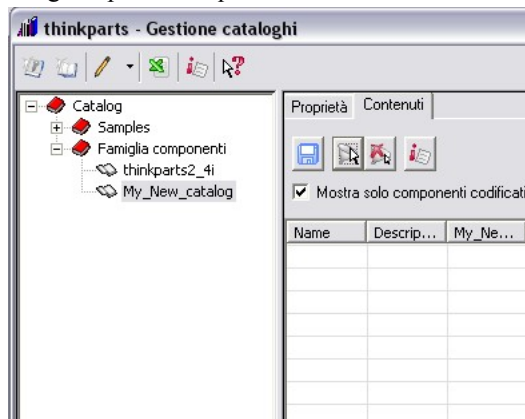 thinkparts - Gestione cataloghi
Catalog
Samples
Famiglia componenti
thinkparts2_4i
My_New_catalog
Proprietà Contenuti
Mostra solo componenti codificati
Name Descrip... My_Ne...